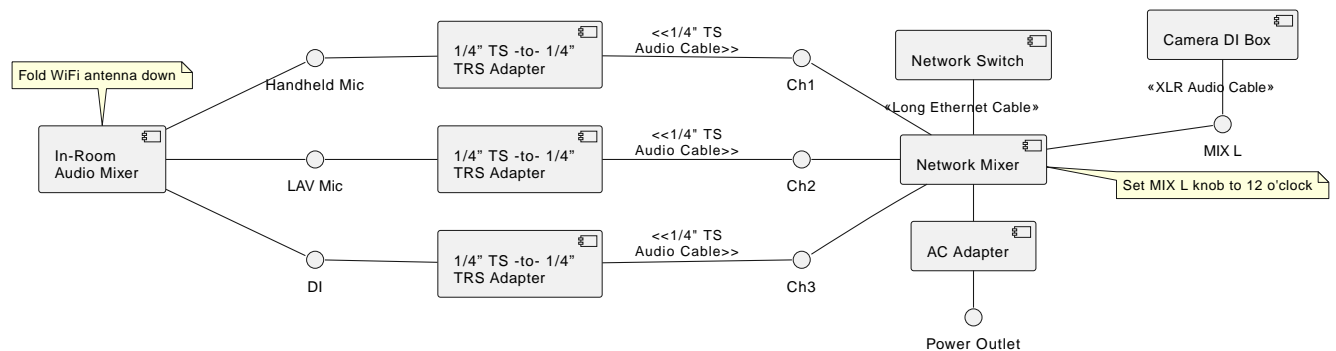 Fold WiFi antenna down
In-Room
Audio Mixer
Handheld Mic
LAV Mic
DI
1/4” TS -to- 1/4”
TRS Adapter
1/4” TS -to- 1/4”
TRS Adapter
1/4” TS -to- 1/4”
TRS Adapter
<<1/4" TS
Audio Cable>>
<<1/4" TS
Audio Cable>>
<<1/4" TS
Audio Cable>>
Ch1
Ch2
Ch3
Network Switch
«Long Ethernet Cable»
Network Mixer
AC Adapter
Power Outlet
Camera DI Box
«XLR Audio Cable»
MIX L
Set MIX L knob to 12 o'clock